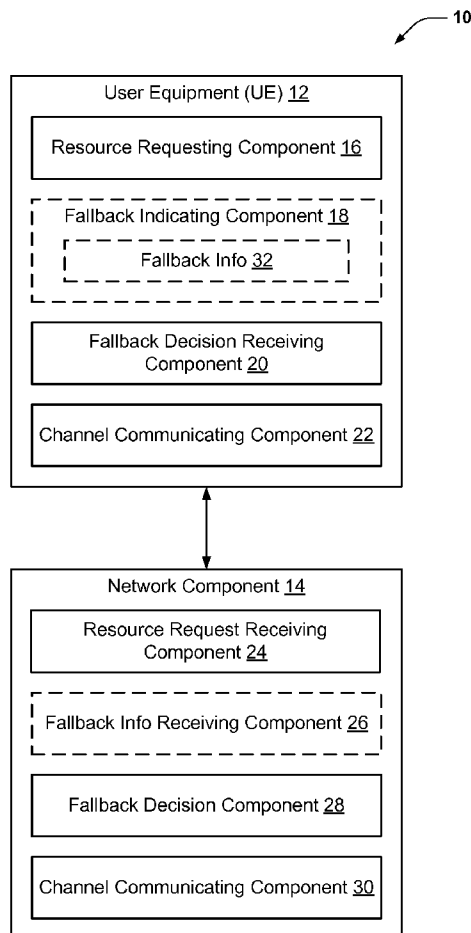 10
User Equipment (UE) 12
Resource Requesting Component 16
Fallback Indicating Component 18
Fallback Info 32
Fallback Decision Receiving
Component 20
Channel Communicating Component 22
Network Component 14
Resource Request Receiving
Component 24
Fallback Info Receiving Component 26
Fallback Decision Component 28
Channel Communicating Component 30